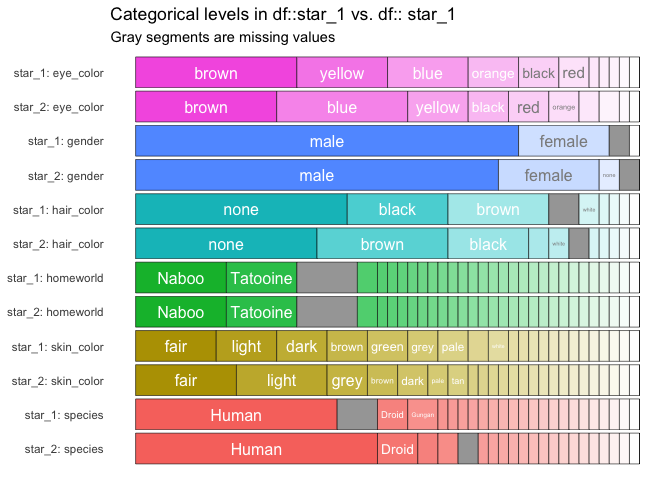 Categorical levels in df::star_1 vs. df:: star_1
Gray segments are missing values
star_1: eye_color brown yellow blue orange black red
star_2: eye_color brown blue yellow black red orange
star_1: gender male female
star_2: gender male female none
star_1: hair_color none black brown white
star_2: hair_color none brown black white
star_1: homeworld Naboo Tatooine
star_2: homeworld Naboo Tatooine
star_1: skin_color fair light dark brown green grey pale white
star_2: skin_color fair light grey brown dark pale tan
star_1: species Human Droid Gungan
star_2: species Human Droid